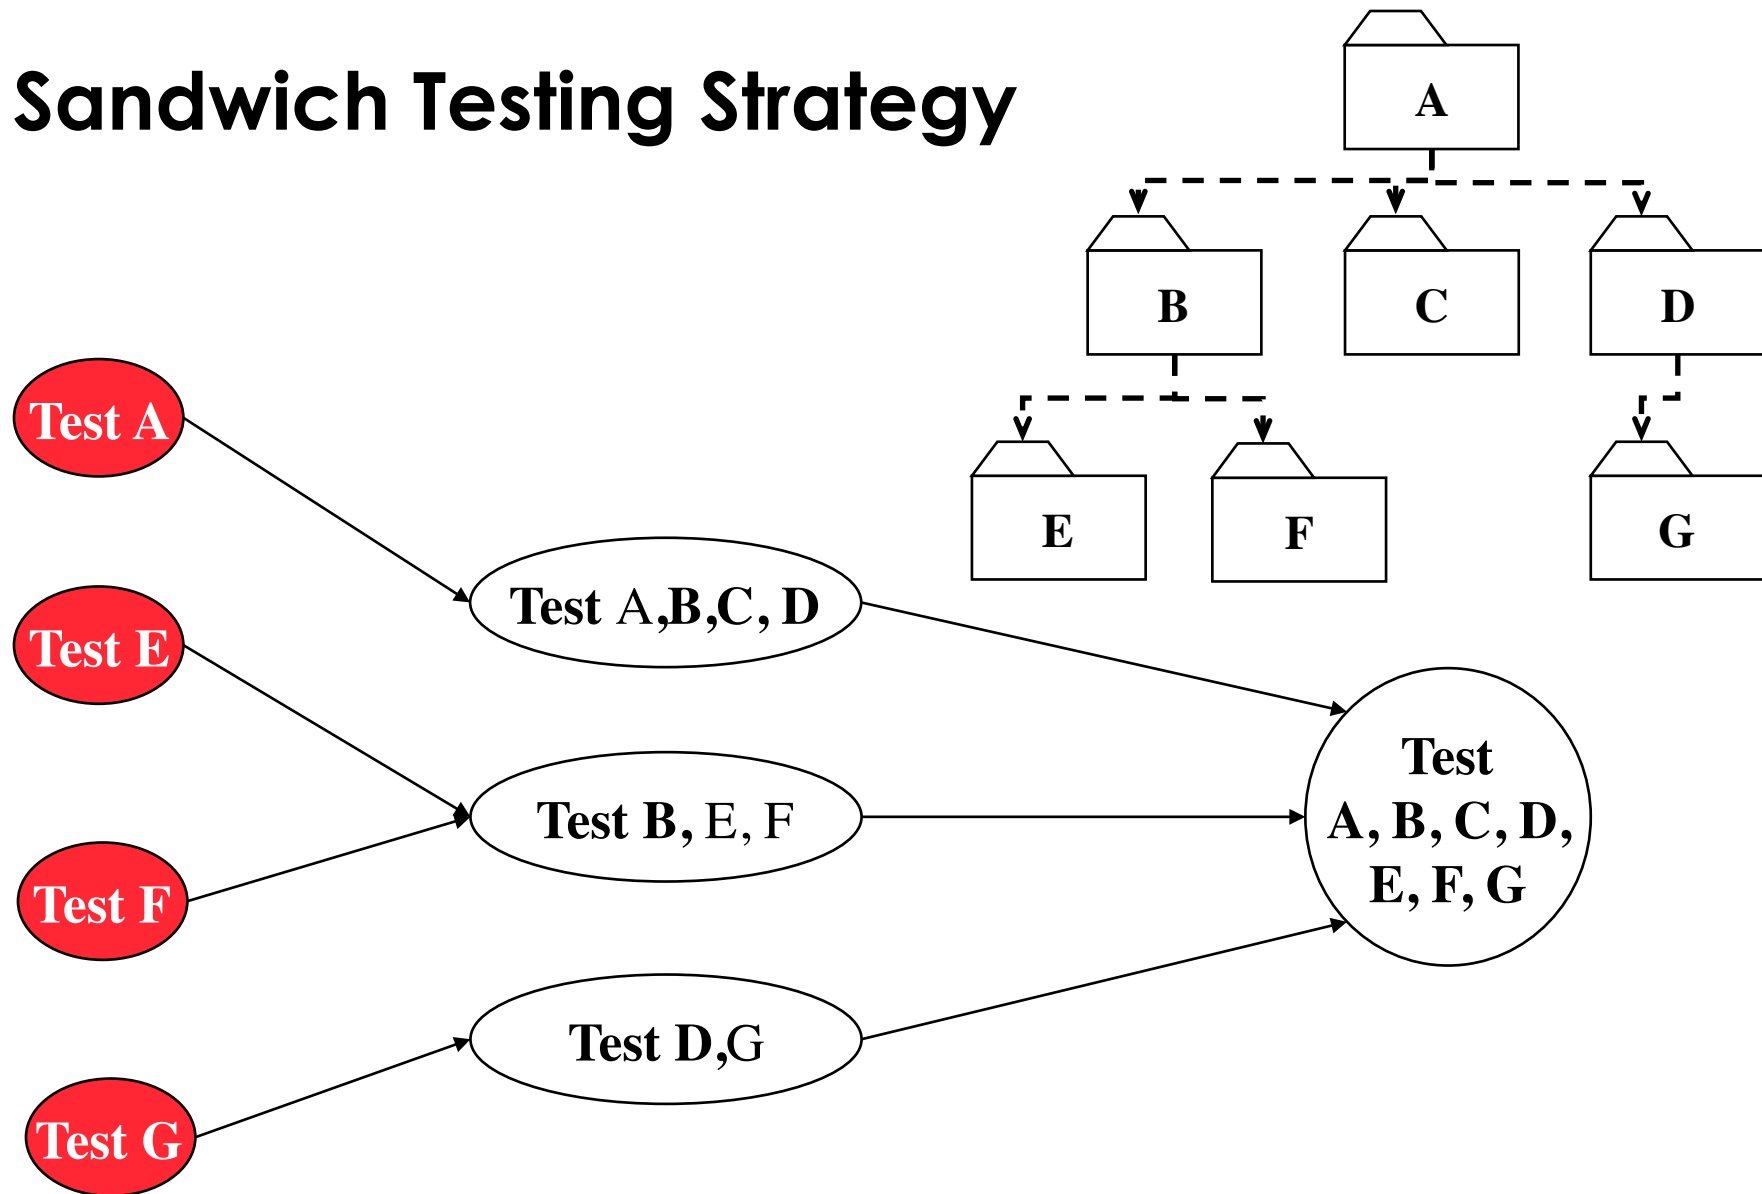 Sandwich Testing Strategy
A
B
C
D
E
F
G
Test A
Test E
Test F
Test G
Test A,B,C, D
Test B, E, F
Test D,G
Test
A, B, C, D,
E, F, G